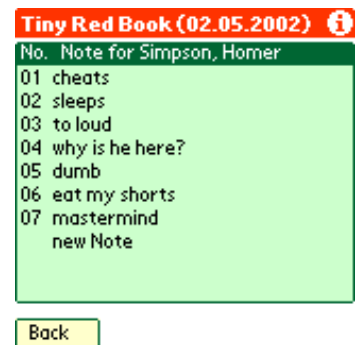 Tiny Red Book (02.05.2002) i
No. Note for Simpson, Homer
01 cheats
02 sleeps
03 to loud
04 why is he here?
05 dumb
06 eat my shorts
07 mastermind
new Note
Back